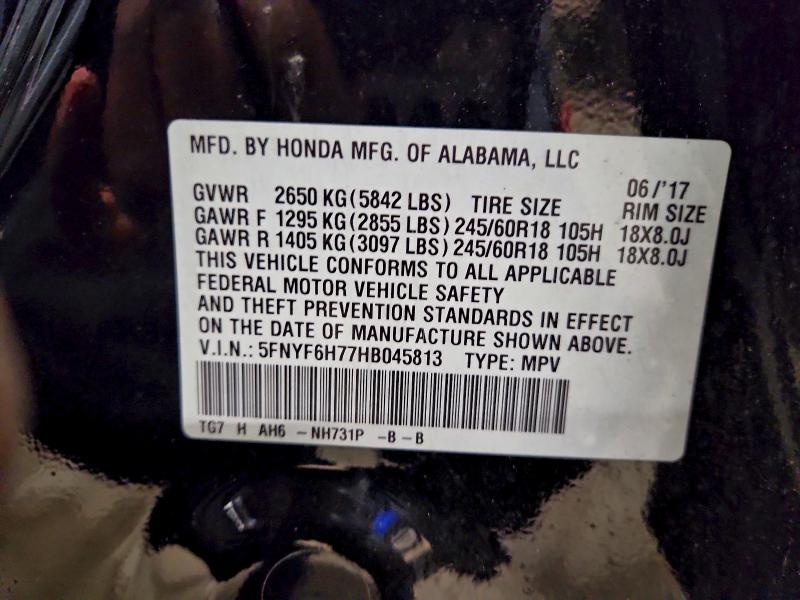 MFD. BY HONDA MFG. OF ALABAMA, LLC
06/'17
GVWR 2650 KG(5842 LBS) TIRE SIZE RIM SIZE
GAWR F 1295 KG(2855 LBS) 245/60R18 105H 18X8.0J
GAWR R 1405 KG(3097 LBS) 245/60R18 105H 18X8.0J
THIS VEHICLE CONFORMS TO ALL APPLICABLE
FEDERAL MOTOR VEHICLE SAFETY
AND THEFT PREVENTION STANDARDS IN EFFECT
ON THE DATE OF MANUFACTURE SHOWN ABOVE.
V.I.N.: 5FNYF6H77HB045813 TYPE: MPV
TG7 H AH6 -NH731P -B-B